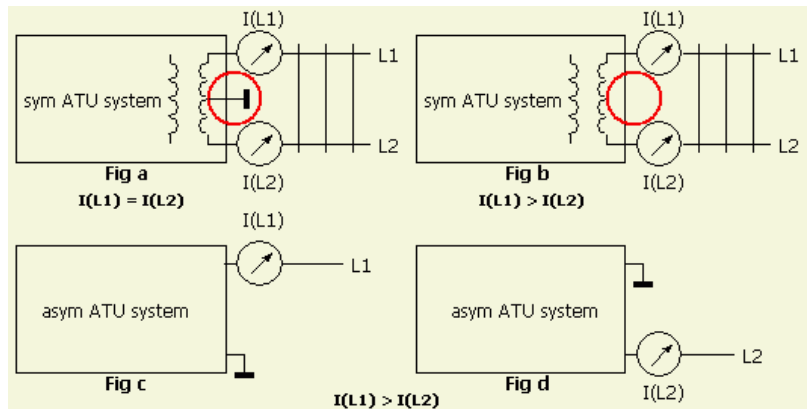 I(L1)
L1
sym ATU system
L2
Fig a
I(L2)
I(L1) = I(L2)
I(L1)
L1
sym ATU system
L2
Fig b
I(L2)
I(L1) > I(L2)
I(L1)
L1
asym ATU system
Fig c
asym ATU system
L2
Fig d
I(L2)
I(L1) > I(L2)